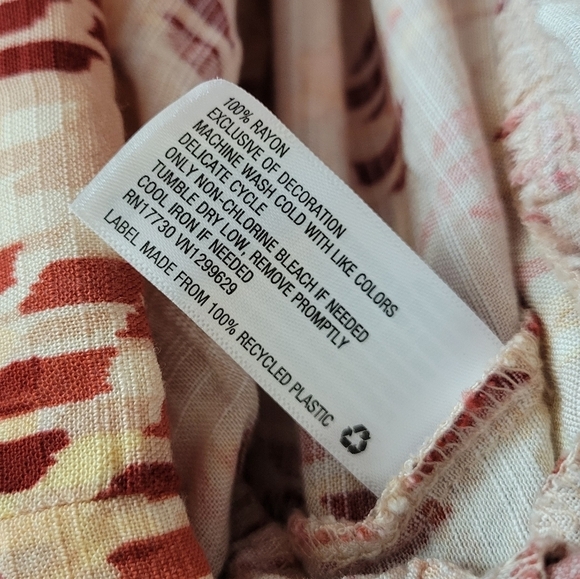 100% RAYON
EXCLUSIVE OF DECORATION
MACHINE WASH COLD WITH LIKE COLORS
DELICATE CYCLE
ONLY NON-CHLORINE BLEACH IF NEEDED
TUMBLE DRY LOW, REMOVE PROMPTLY
COOL IRON IF NEEDED
RN17730 VN1299629
LABEL MADE FROM 100% RECYCLED PLASTIC